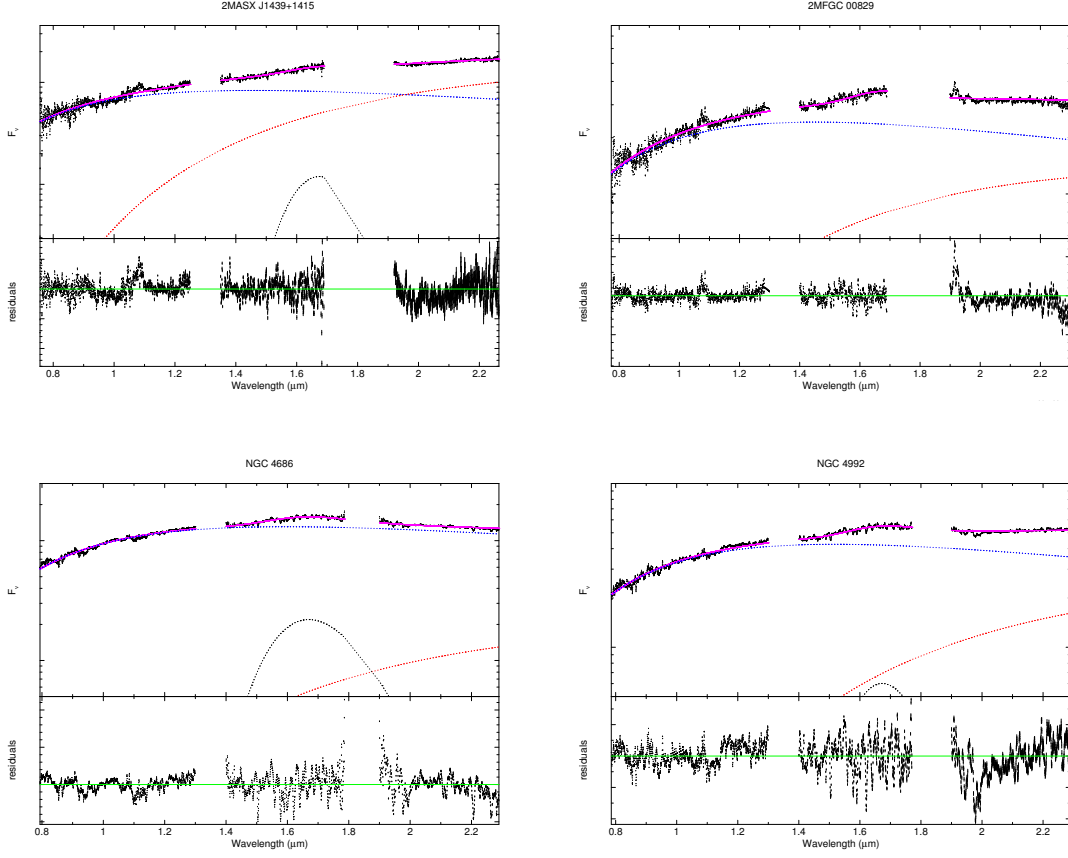 2MASX J1439+1415
F_ν
residuals
0.8 1 1.2 1.4 1.6 1.8 2 2.2
Wavelength (μm)
2MFGC 00829
F_ν
residuals
0.8 1 1.2 1.4 1.6 1.8 2 2.2
Wavelength (μm)
NGC 4686
F_ν
residuals
0.8 1 1.2 1.4 1.6 1.8 2 2.2
Wavelength (μm)
NGC 4992
F_ν
residuals
0.8 1 1.2 1.4 1.6 1.8 2 2.2
Wavelength (μm)